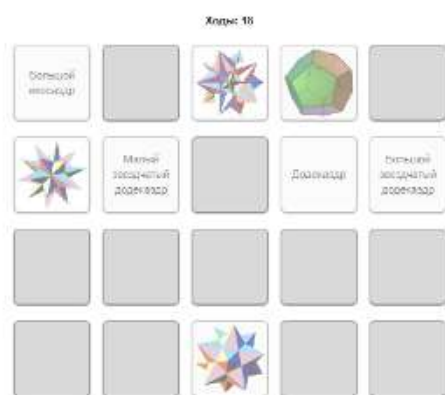 Ходы: 18
Большой
икосаэдр
Малый
звездчатый
додекаэдр
Додекаэдр
Большой
звездчатый
додекаэдр